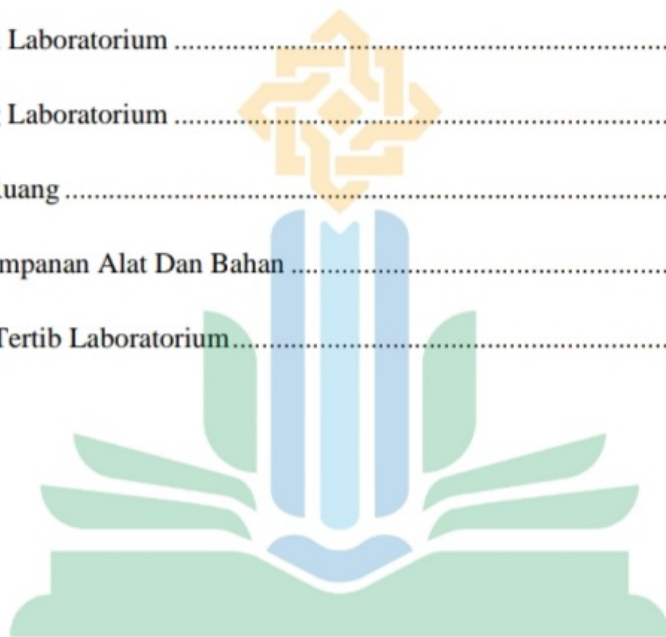 Laboratorium ........................................................................
Laboratorium ........................................................................
uang ...........................................................................................
mpanan Alat Dan Bahan .......................................................
Tertib Laboratorium.................................................................